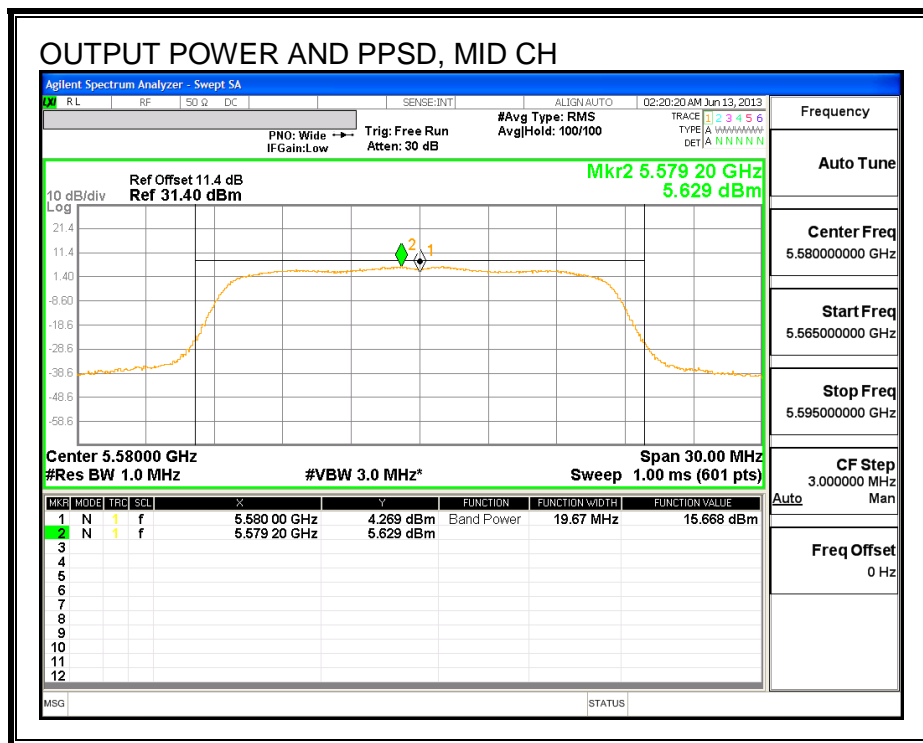 OUTPUT POWER AND PPSD, MID CH
Agilent Spectrum Analyzer - Swept SA
LXI RL RF 50 Ω DC SENSE:INT ALIGN AUTO 02:20:20 AM Jun 13, 2013
PNO: Wide Trig: Free Run #Avg Type: RMS TRACE 1 2 3 4 5 6
IFGain:Low Atten: 30 dB Avg|Hold: 100/100 TYPE A WWWWW
DET A N N N N N
Mkr2 5.579 20 GHz
5.629 dBm
Ref Offset 11.4 dB
10 dB/div Ref 31.40 dBm
Log
21.4
11.4
1.40
-8.60
-18.6
-28.6
-38.6
-48.6
-58.6
2 1
Center 5.58000 GHz Span 30.00 MHz
#Res BW 1.0 MHz #VBW 3.0 MHz* Sweep 1.00 ms (601 pts)
MKR MODE TRC SCL X Y FUNCTION FUNCTION WIDTH FUNCTION VALUE
1 N 1 f 5.580 00 GHz 4.269 dBm Band Power 19.67 MHz 15.668 dBm
2 N 1 f 5.579 20 GHz 5.629 dBm
3
4
5
6
7
8
9
10
11
12
MSG STATUS
Frequency
Auto Tune
Center Freq
5.580000000 GHz
Start Freq
5.565000000 GHz
Stop Freq
5.595000000 GHz
CF Step
3.000000 MHz
Auto Man
Freq Offset
0 Hz